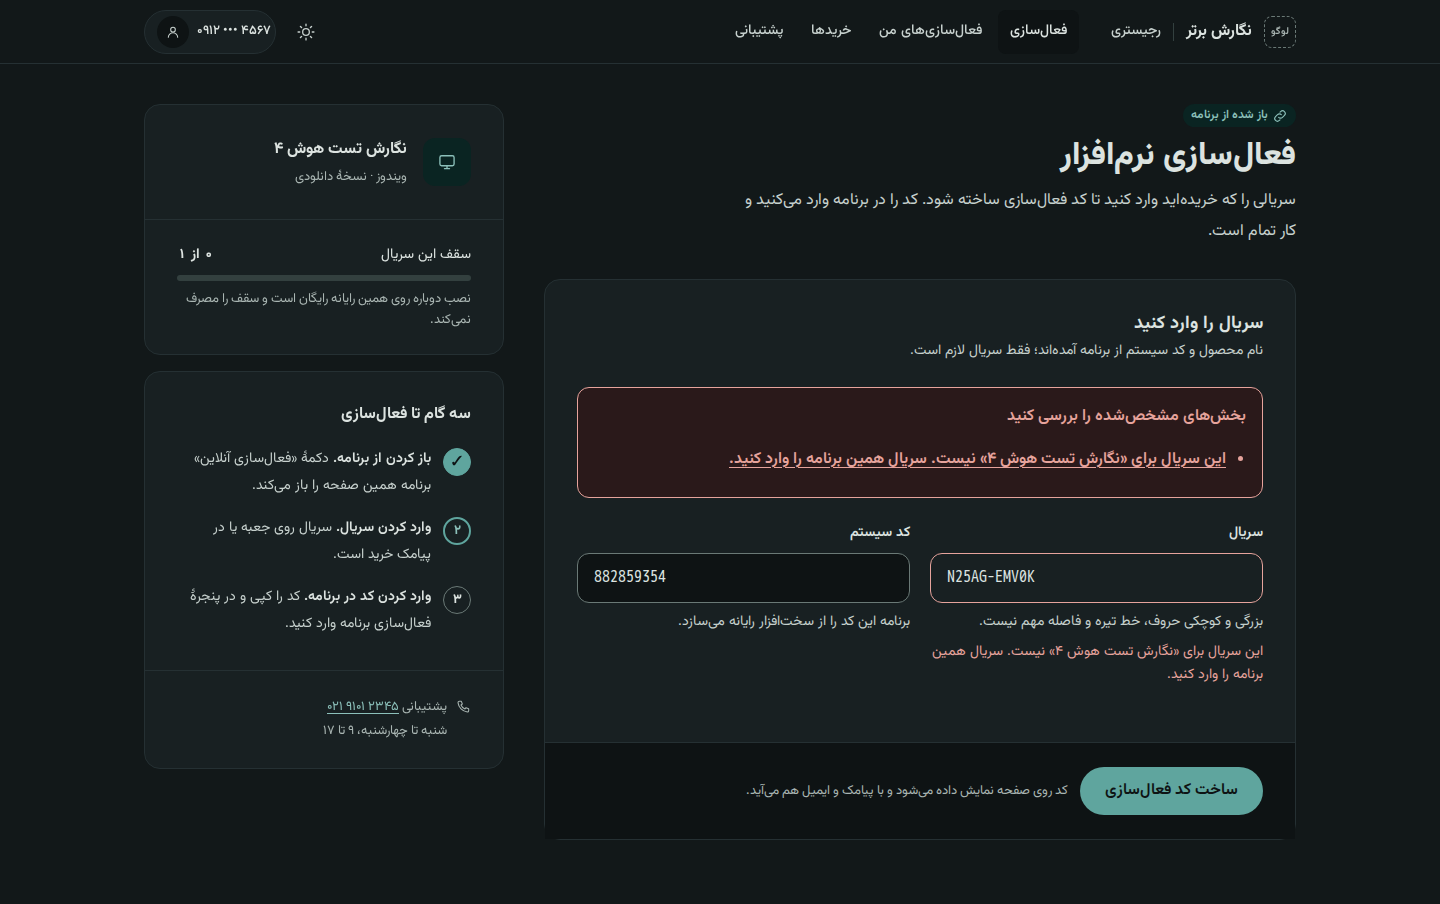 لوگو
نگارش برتر
رجیستری
فعال‌سازی
فعال‌سازی‌های من
خریدها
پشتیبانی
۰۹۱۲ ••• ۴۵۶۷
باز شده از برنامه
فعال‌سازی نرم‌افزار
سریالی را که خریده‌اید وارد کنید تا کد فعال‌سازی ساخته شود. کد را در برنامه وارد می‌کنید و
کار تمام است.
سریال را وارد کنید
نام محصول و کد سیستم از برنامه آمده‌اند؛ فقط سریال لازم است.
بخش‌های مشخص‌شده را بررسی کنید
• این سریال برای «نگارش تست هوش ۴» نیست. سریال همین برنامه را وارد کنید.
سریال
N25AG-EMV0K
بزرگی و کوچکی حروف، خط تیره و فاصله مهم نیست.
این سریال برای «نگارش تست هوش ۴» نیست. سریال همین
برنامه را وارد کنید.
کد سیستم
882859354
برنامه این کد را از سخت‌افزار رایانه می‌سازد.
ساخت کد فعال‌سازی
کد روی صفحه نمایش داده می‌شود و با پیامک و ایمیل هم می‌آید.
نگارش تست هوش ۴
ویندوز · نسخهٔ دانلودی
سقف این سریال
۰ از ۱
نصب دوباره روی همین رایانه رایگان است و سقف را مصرف
نمی‌کند.
سه گام تا فعال‌سازی
✓
باز کردن از برنامه. دکمهٔ «فعال‌سازی آنلاین»
برنامه همین صفحه را باز می‌کند.
۲
وارد کردن سریال. سریال روی جعبه یا در
پیامک خرید است.
۳
وارد کردن کد در برنامه. کد را کپی و در پنجرهٔ
فعال‌سازی برنامه وارد کنید.
پشتیبانی ۰۲۱ ۹۱۰۱ ۲۳۴۵
شنبه تا چهارشنبه، ۹ تا ۱۷